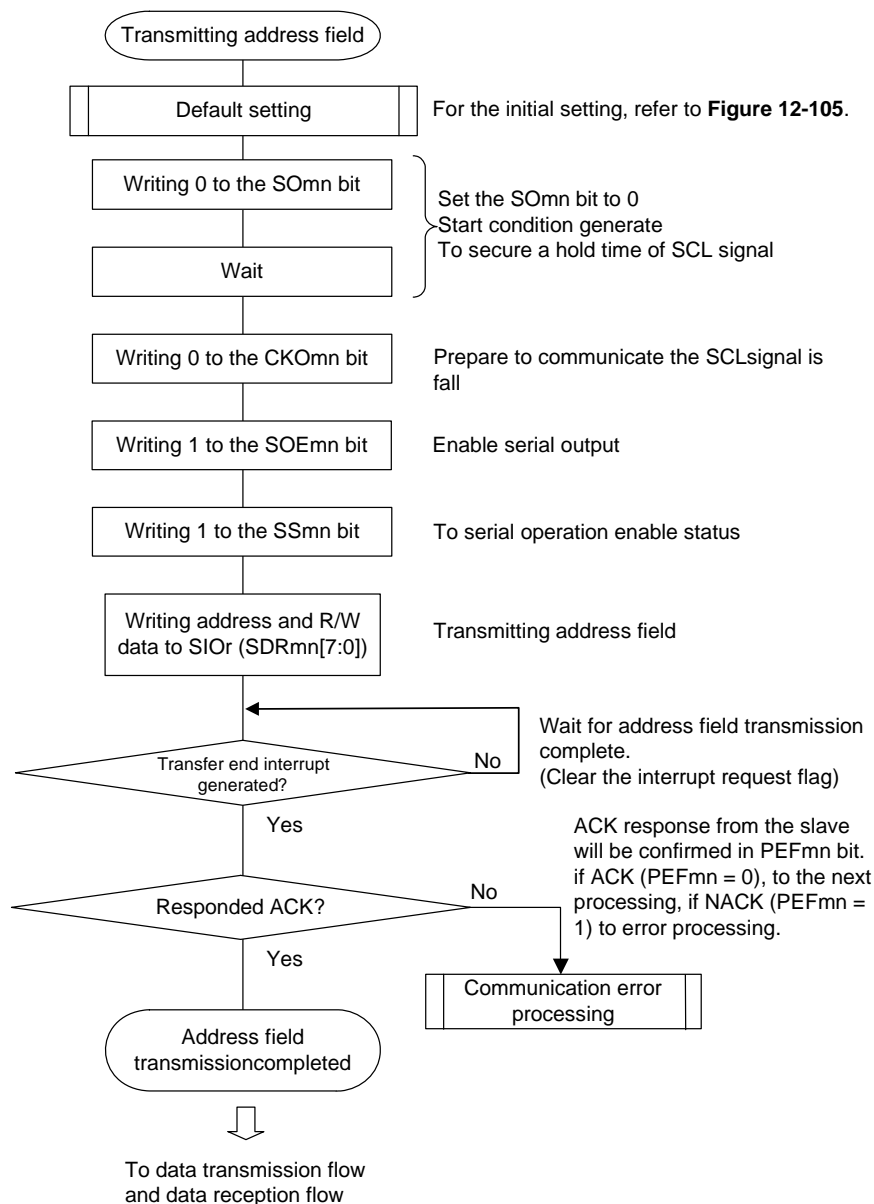 Transmitting address field
Default setting
For the initial setting, refer to Figure 12-105.
Writing 0 to the SOmn bit
Set the SOmn bit to 0
Start condition generate
To secure a hold time of SCL signal
Wait
Writing 0 to the CKOmn bit
Prepare to communicate the SCLsignal is
fall
Writing 1 to the SOEmn bit
Enable serial output
Writing 1 to the SSmn bit
To serial operation enable status
Writing address and R/W
data to SIOr (SDRmn[7:0])
Transmitting address field
Transfer end interrupt
generated?
No
Wait for address field transmission
complete.
(Clear the interrupt request flag)
Yes
ACK response from the slave
will be confirmed in PEFmn bit.
if ACK (PEFmn = 0), to the next
processing, if NACK (PEFmn =
1) to error processing.
Responded ACK?
No
Yes
Communication error
processing
Address field
transmissioncompleted
To data transmission flow
and data reception flow